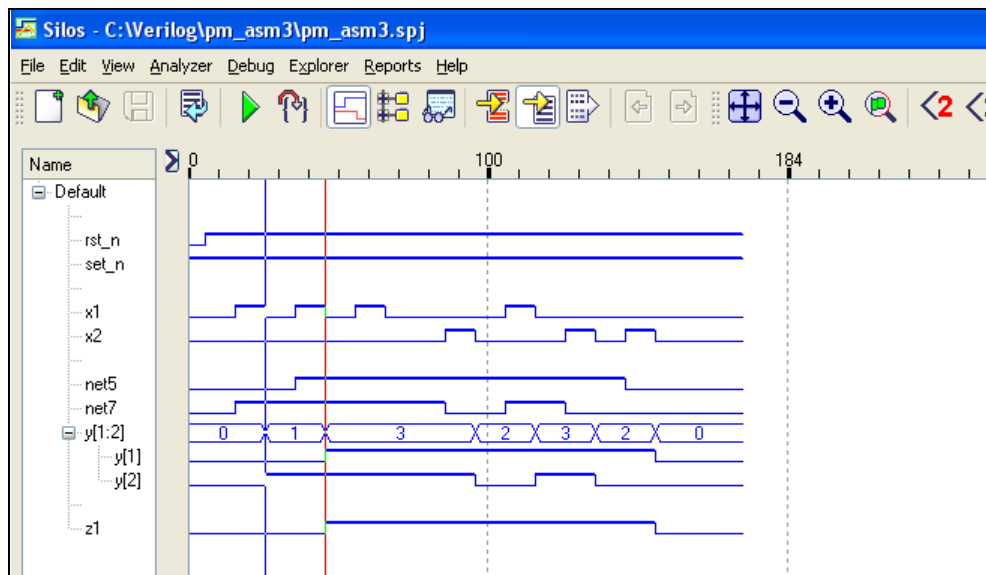 Silos - C:\Verilog\pm_asm3\pm_asm3.spj
File Edit View Analyzer Debug Explorer Reports Help
2
Name 0 100 184
Default
rst_n
set_n
x1
x2
net5
net7
y[1:2] 0 1 3 2 3 2 0
y[1]
y[2]
z1